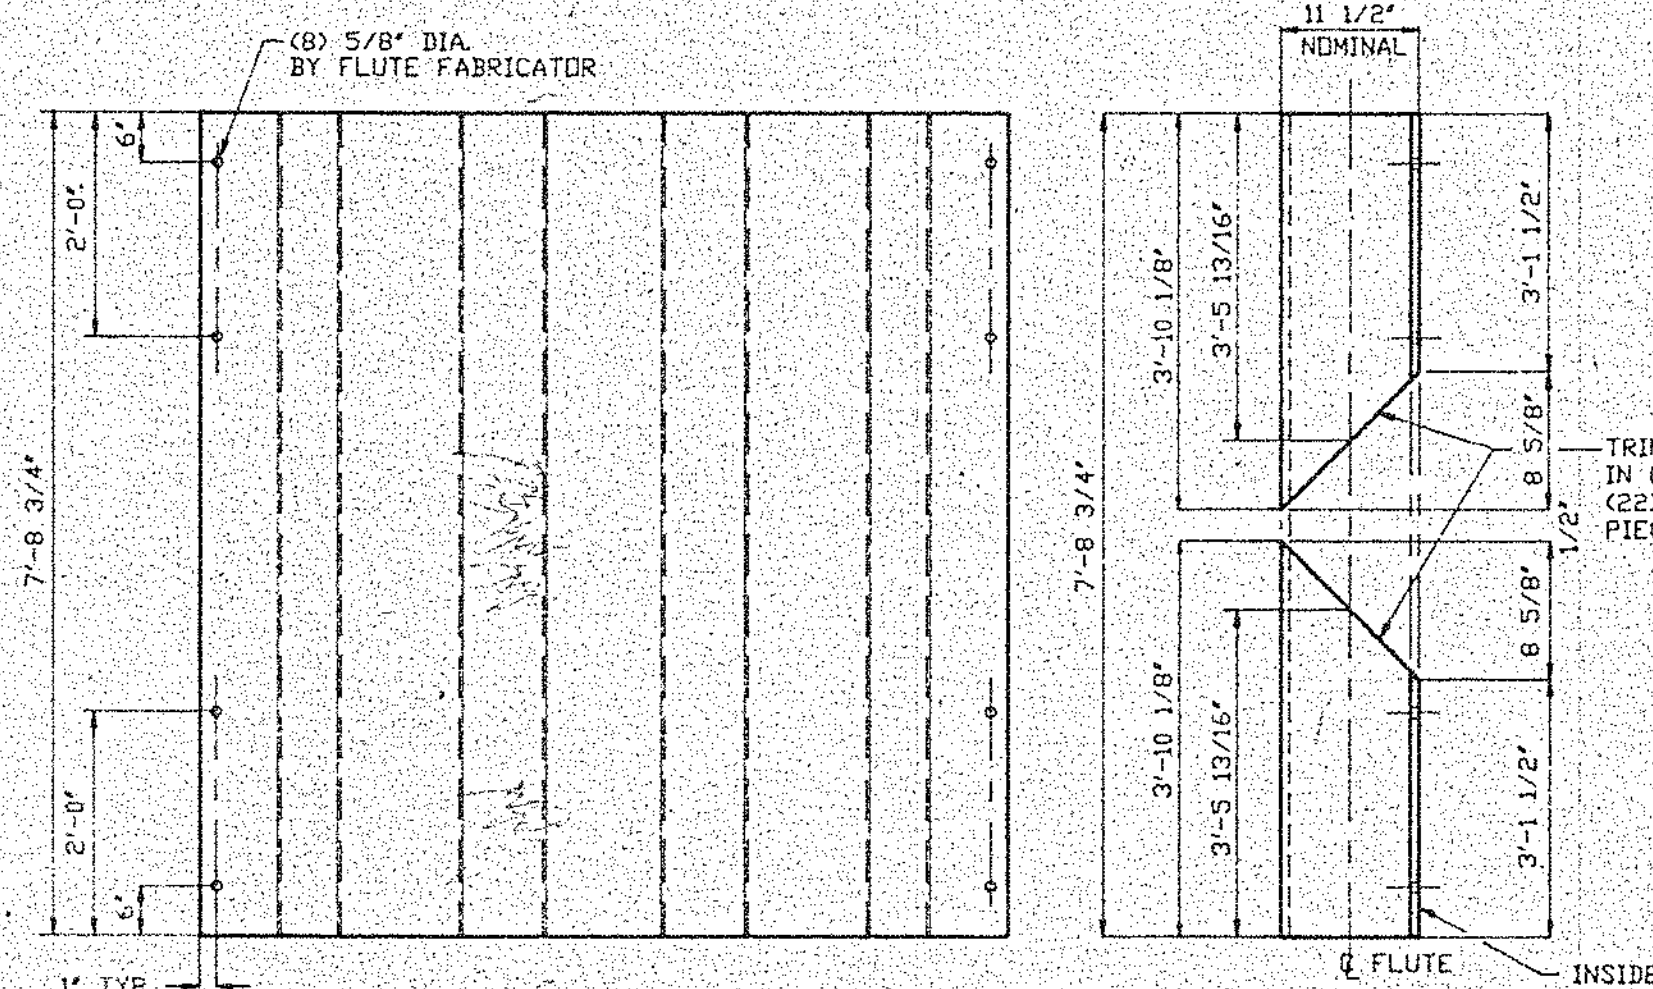 (8) 5/8" DIA.
BY FLUTE FABRICATOR
11 1/2"
NOMINAL
6"
2'-0"
7'-8 3/4"
2'-0"
6"
1" TYP
7'-8 3/4"
3'-10 1/8"
3'-5 13/16"
3'-1 1/2"
8 5/8"
1/2"
8 5/8"
3'-10 1/8"
3'-5 13/16"
3'-1 1/2"
IN
℄ FLUTE
INSIDE